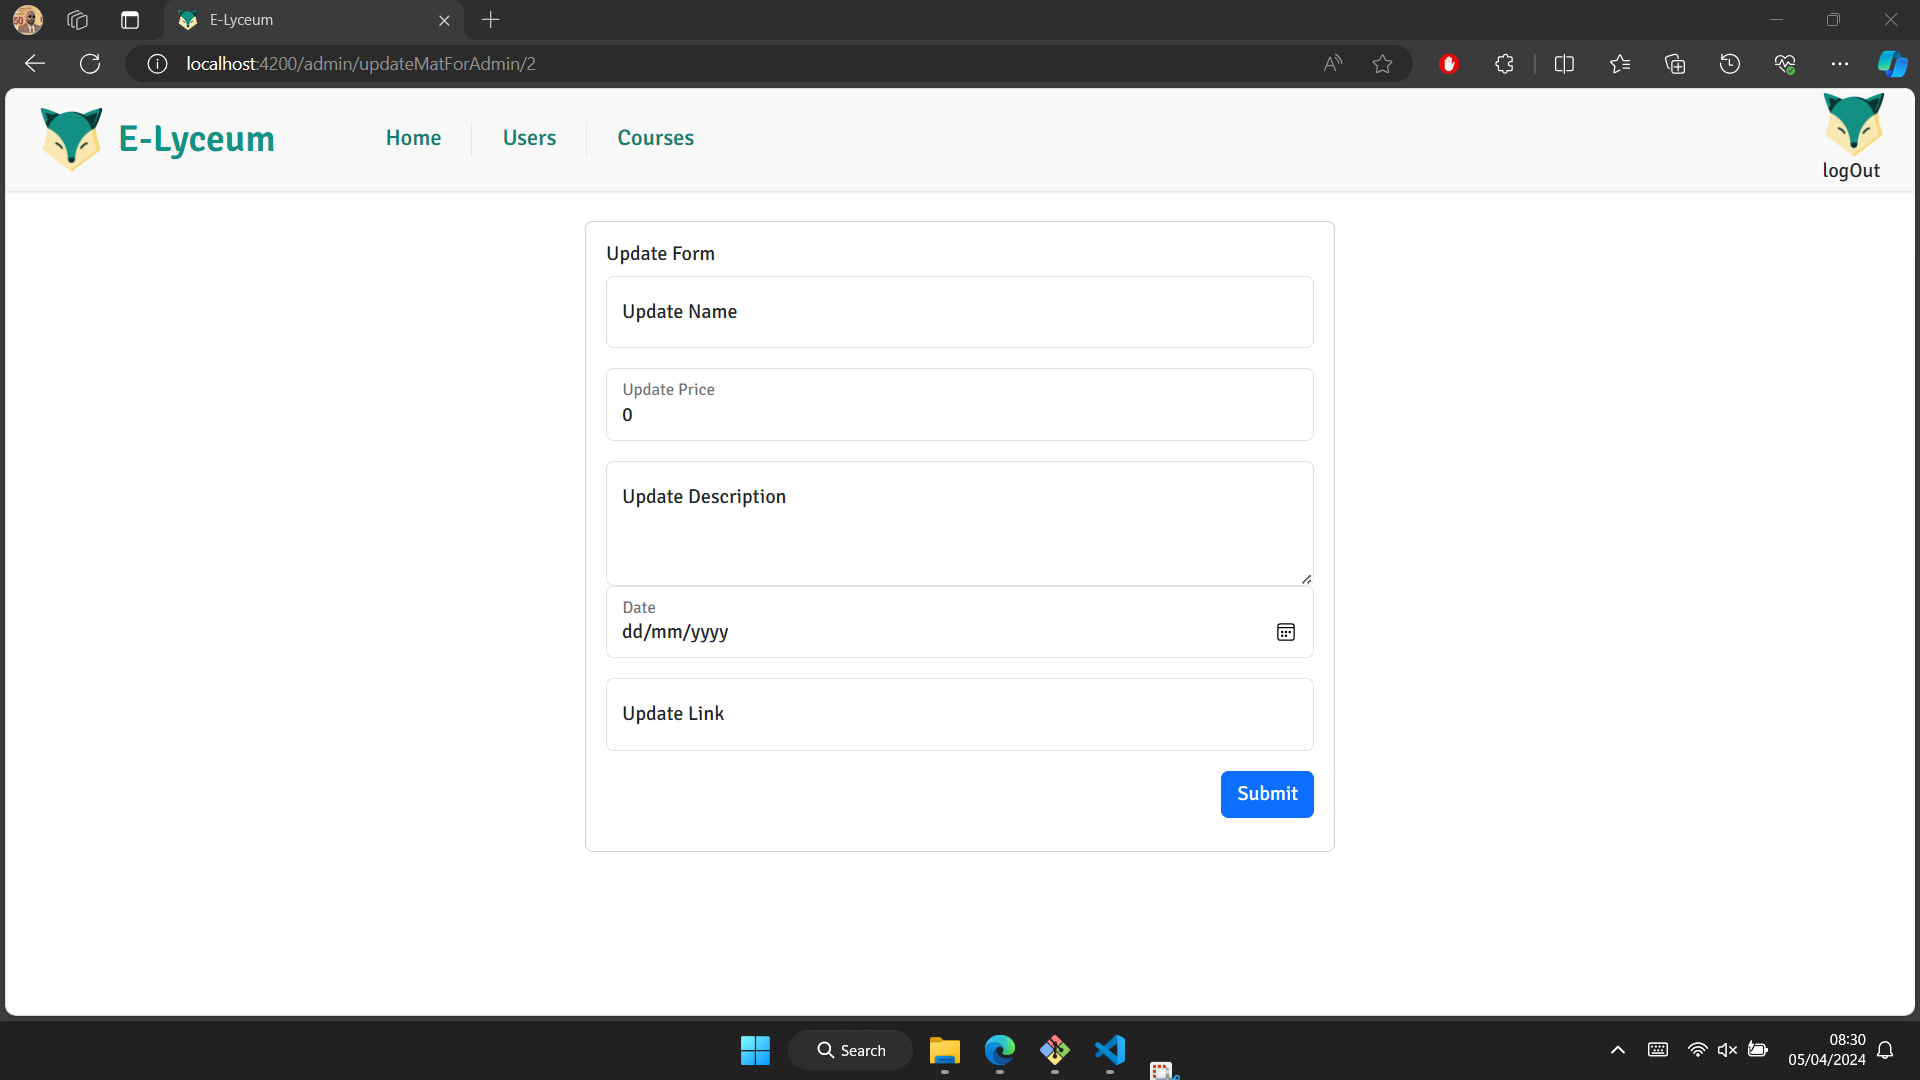 E-Lyceum
localhost:4200/admin/updateMatForAdmin/2
E-Lyceum
Home
Users
Courses
logOut
Update Form
Update Name
Update Price
0
Update Description
Date
dd/mm/yyyy
Update Link
Submit
Search
08:30
05/04/2024